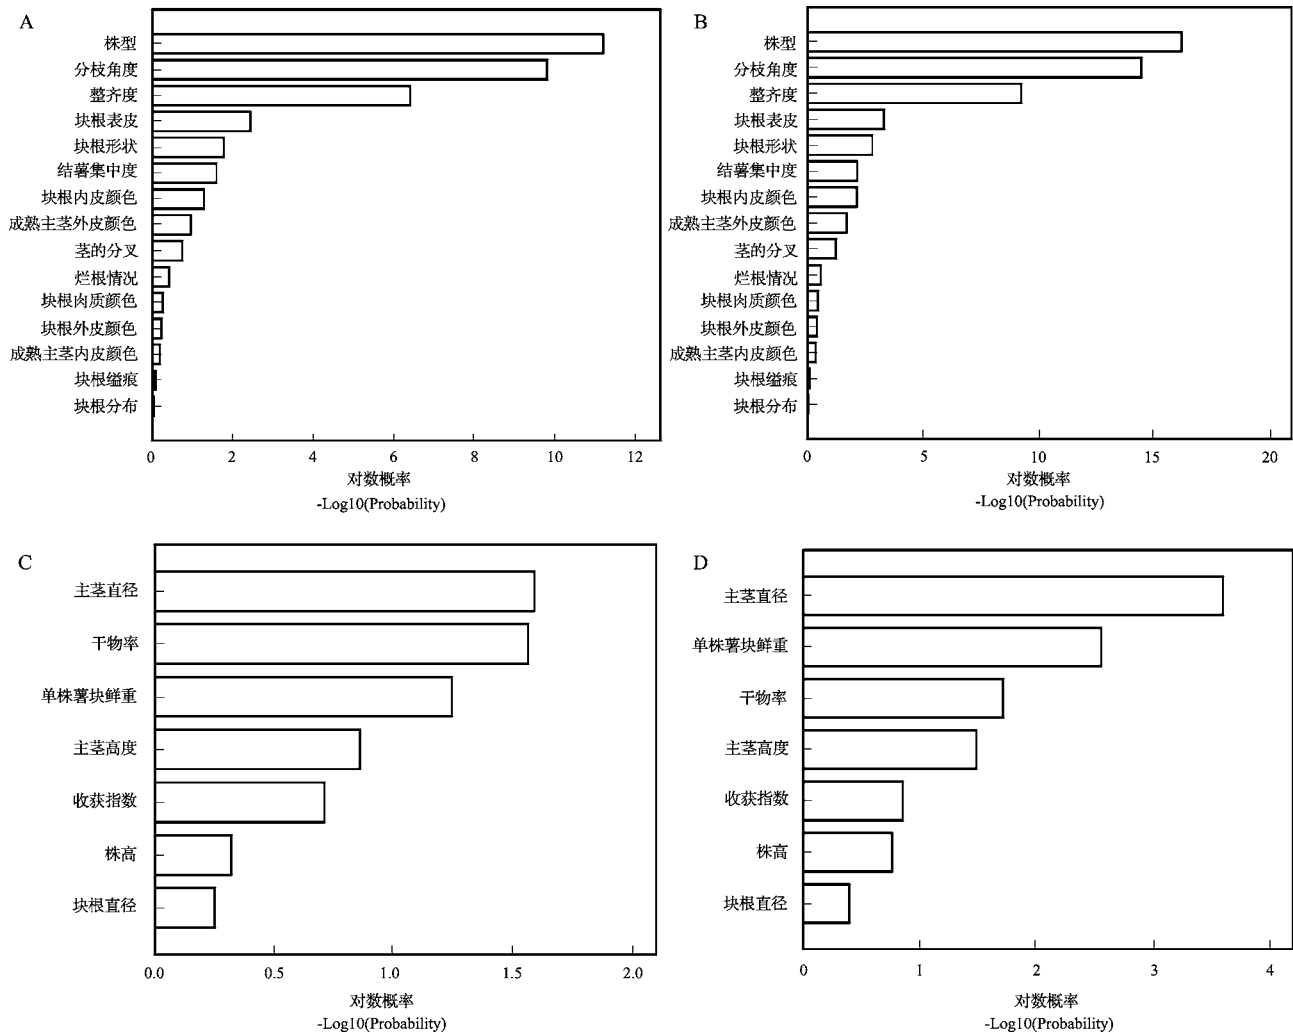 A
株型
分枝角度
整齐度
块根表皮
块根形状
结薯集中度
块根内皮颜色
成熟主茎外皮颜色
茎的分叉
烂根情况
块根肉质颜色
块根外皮颜色
成熟主茎内皮颜色
块根缢痕
块根分布
0 2 4 6 8 10 12
对数概率
-Log10(Probability)
B
株型
分枝角度
整齐度
块根表皮
块根形状
结薯集中度
块根内皮颜色
成熟主茎外皮颜色
茎的分叉
烂根情况
块根肉质颜色
块根外皮颜色
成熟主茎内皮颜色
块根缢痕
块根分布
0 5 10 15 20
对数概率
-Log10(Probability)
C
主茎直径
干物率
单株薯块鲜重
主茎高度
收获指数
株高
块根直径
0.0 0.5 1.0 1.5 2.0
对数概率
-Log10(Probability)
D
主茎直径
单株薯块鲜重
干物率
主茎高度
收获指数
株高
块根直径
0 1 2 3 4
对数概率
-Log10(Probability)